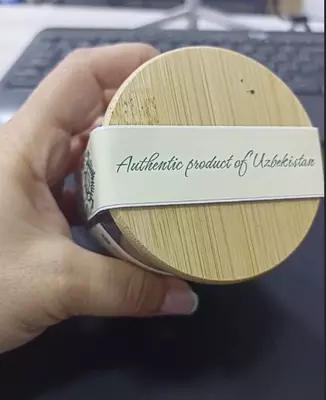 Authentic product of Uzbekistan